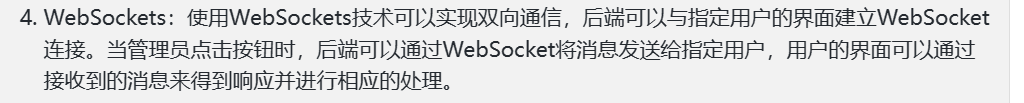 4. WebSockets：使用WebSockets技术可以实现双向通信，后端可以与指定用户的界面建立WebSocket
连接。当管理员点击按钮时，后端可以通过WebSocket将消息发送给指定用户，用户的界面可以通过
接收到的消息来得到响应并进行相应的处理。